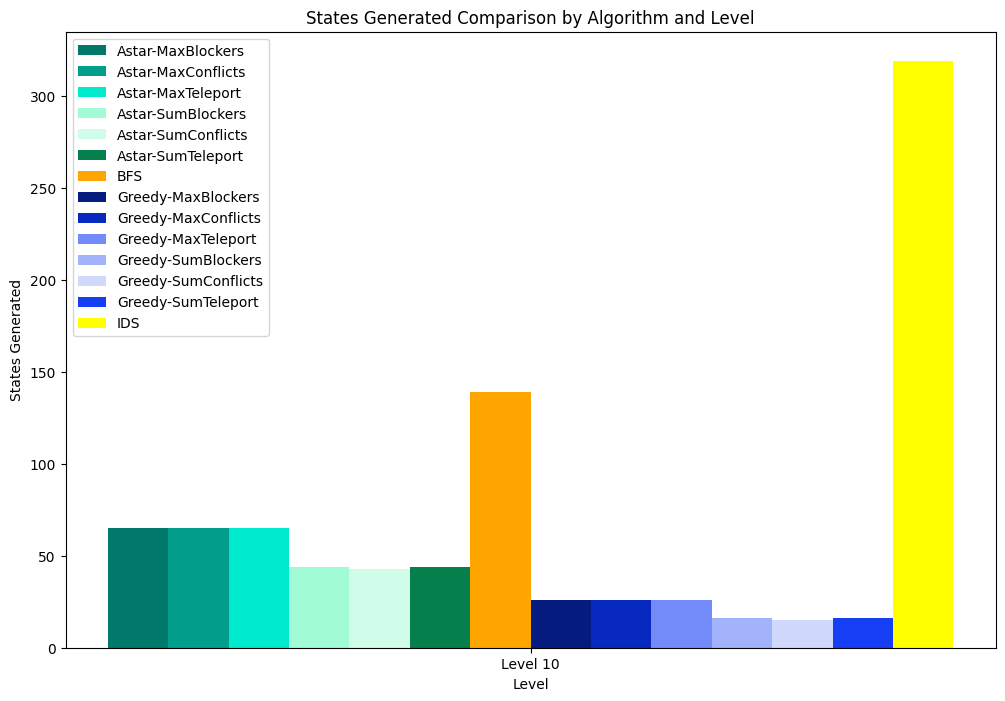 States Generated Comparison by Algorithm and Level
Astar-MaxBlockers
Astar-MaxConflicts
Astar-MaxTeleport
Astar-SumBlockers
Astar-SumConflicts
Astar-SumTeleport
BFS
Greedy-MaxBlockers
Greedy-MaxConflicts
Greedy-MaxTeleport
Greedy-SumBlockers
Greedy-SumConflicts
Greedy-SumTeleport
IDS
States Generated
300
250
200
150
100
50
0
Level 10
Level